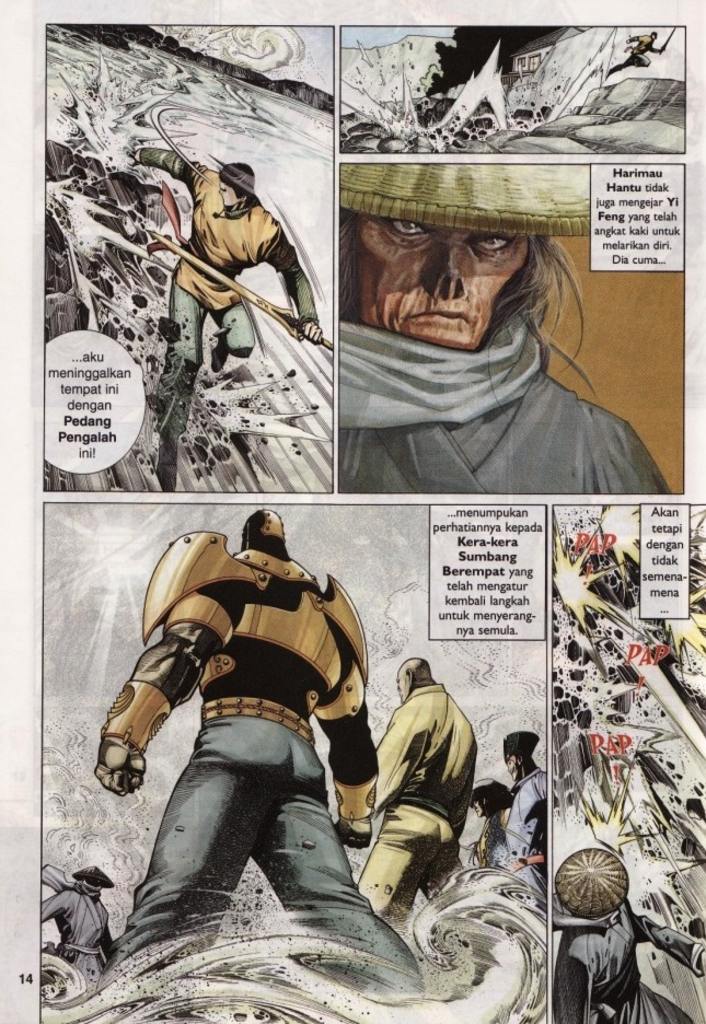 Harimau
Hantu tidak
juga mengejar Yi
Feng yang telah
angkat kaki untuk
melarikan diri.
Dia cuma...
...aku
meninggalkan
tempat ini
dengan
Pedang
Pengalah
ini!
...menumpukan
perhatiannya kepada
Kera-kera
Sumbang
Berempat yang
telah mengatur
kembali langkah
untuk menyerang-
nya semula.
Akan
tetapi
dengan
tidak
semena-
mena
...
PAP
!
PAP
!
PAP
!
14